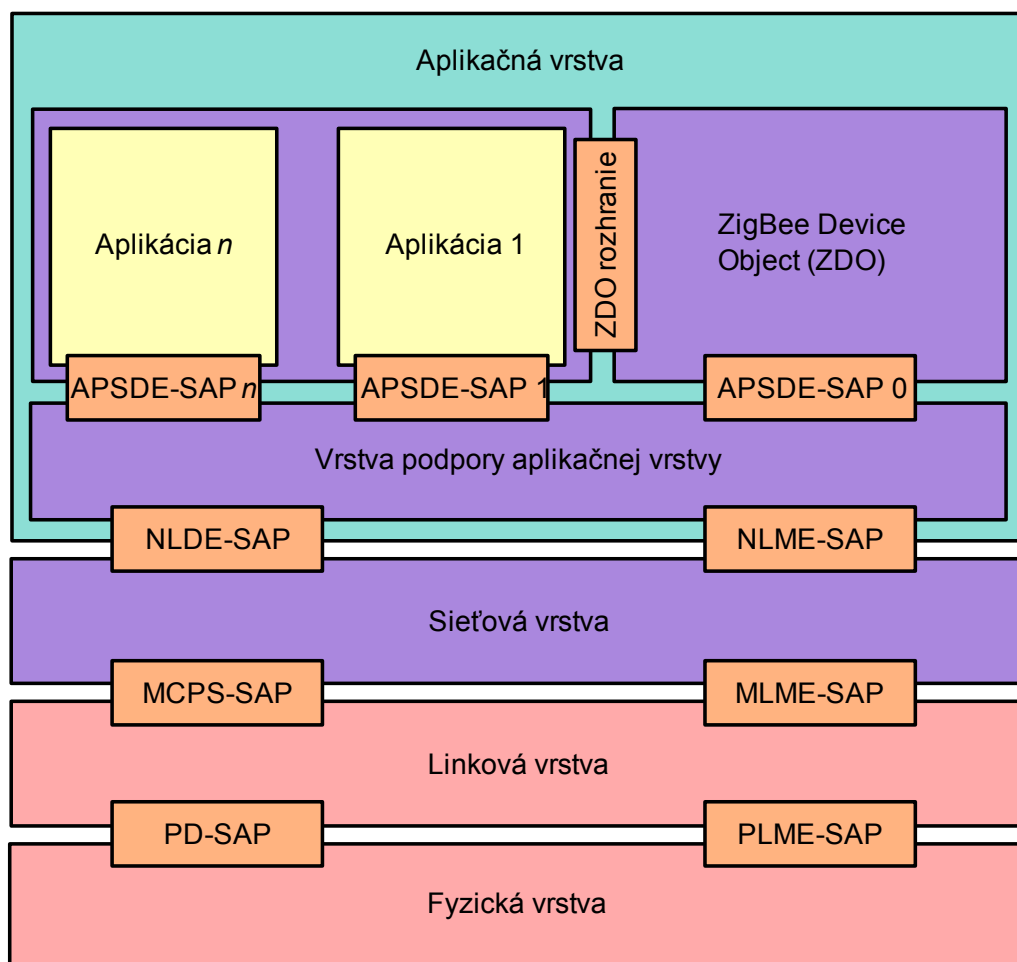 Aplikačná vrstva
Aplikácia n
Aplikácia 1
ZDO rozhranie
ZigBee Device
Object (ZDO)
APSDE-SAP n
APSDE-SAP 1
APSDE-SAP 0
Vrstva podpory aplikačnej vrstvy
NLDE-SAP
NLME-SAP
Sieťová vrstva
MCPS-SAP
MLME-SAP
Linková vrstva
PD-SAP
PLME-SAP
Fyzická vrstva